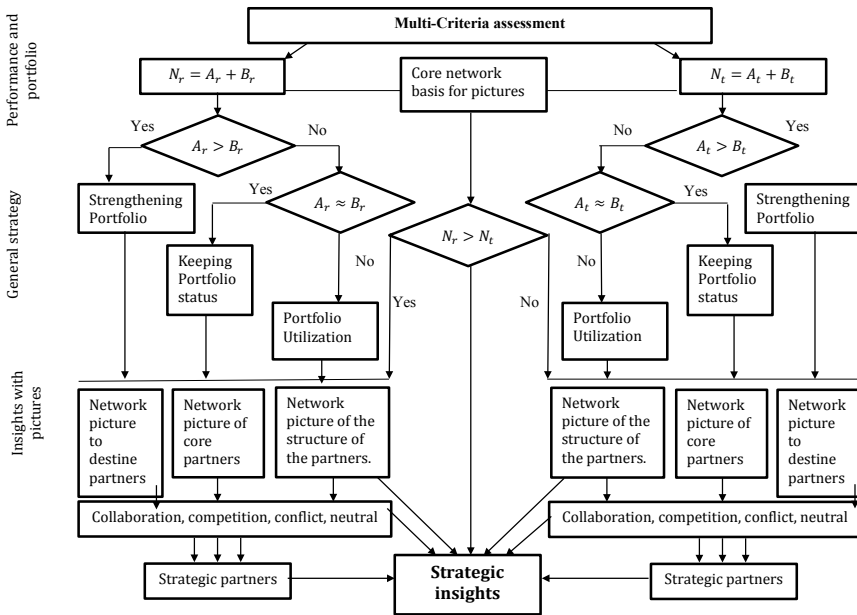 Performance and
portfolio
General strategy
Insights with
pictures
Multi-Criteria assessment
N_r = A_r + B_r
Core network
basis for pictures
N_t = A_t + B_t
Yes
No
No
Yes
A_r > B_r
A_t > B_t
Strengthening
Portfolio
Yes
A_r ≈ B_r
A_t ≈ B_t
Yes
Strengthening
Portfolio
N_r > N_t
Keeping
Portfolio
status
No
No
Keeping
Portfolio
status
Yes
No
Portfolio
Utilization
Portfolio
Utilization
Network
picture
to
destine
partners
Network
picture of
core
partners
Network
picture of the
structure of
the partners.
Network
picture of the
structure of the
partners.
Network
picture of
core
partners
Network
picture
to
destine
partners
Collaboration, competition, conflict, neutral
Collaboration, competition, conflict, neutral
Strategic partners
Strategic
insights
Strategic partners